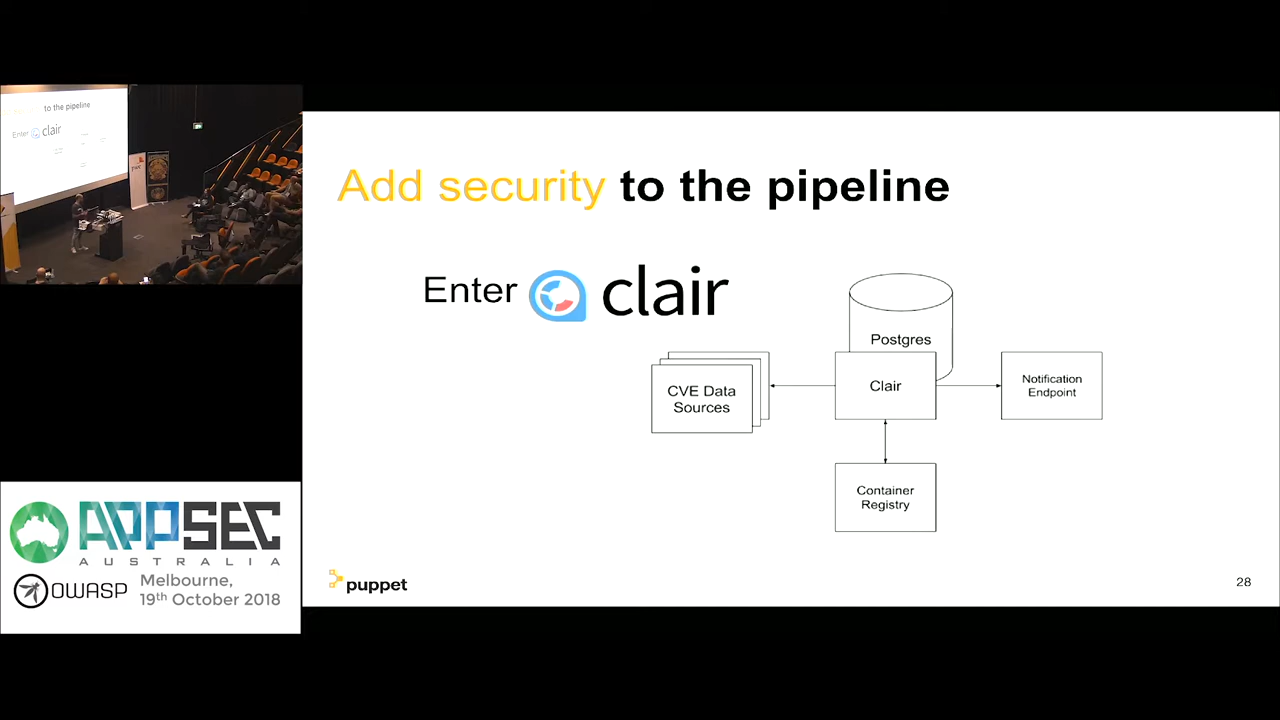 to the pipeline
Enter clair
Add security to the pipeline
Enter clair
Postgres
CVE Data
Sources
Clair
Notification
Endpoint
Container
Registry
APPSEC
AUSTRALIA
OWASP
Melbourne,
19th October 2018
puppet
28